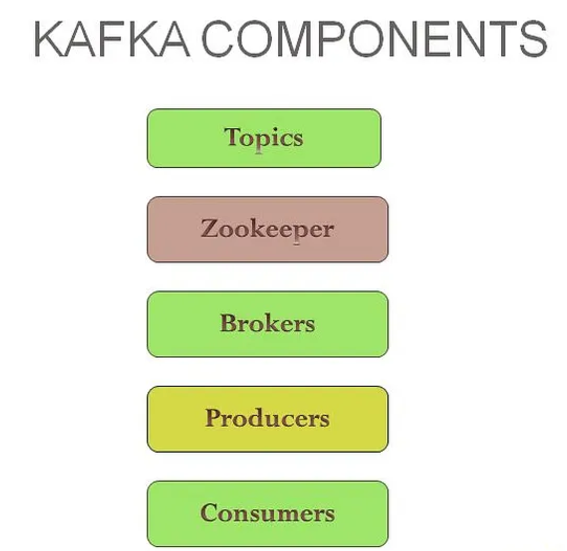 KAFKA COMPONENTS
Topics
Zookeeper
Brokers
Producers
Consumers